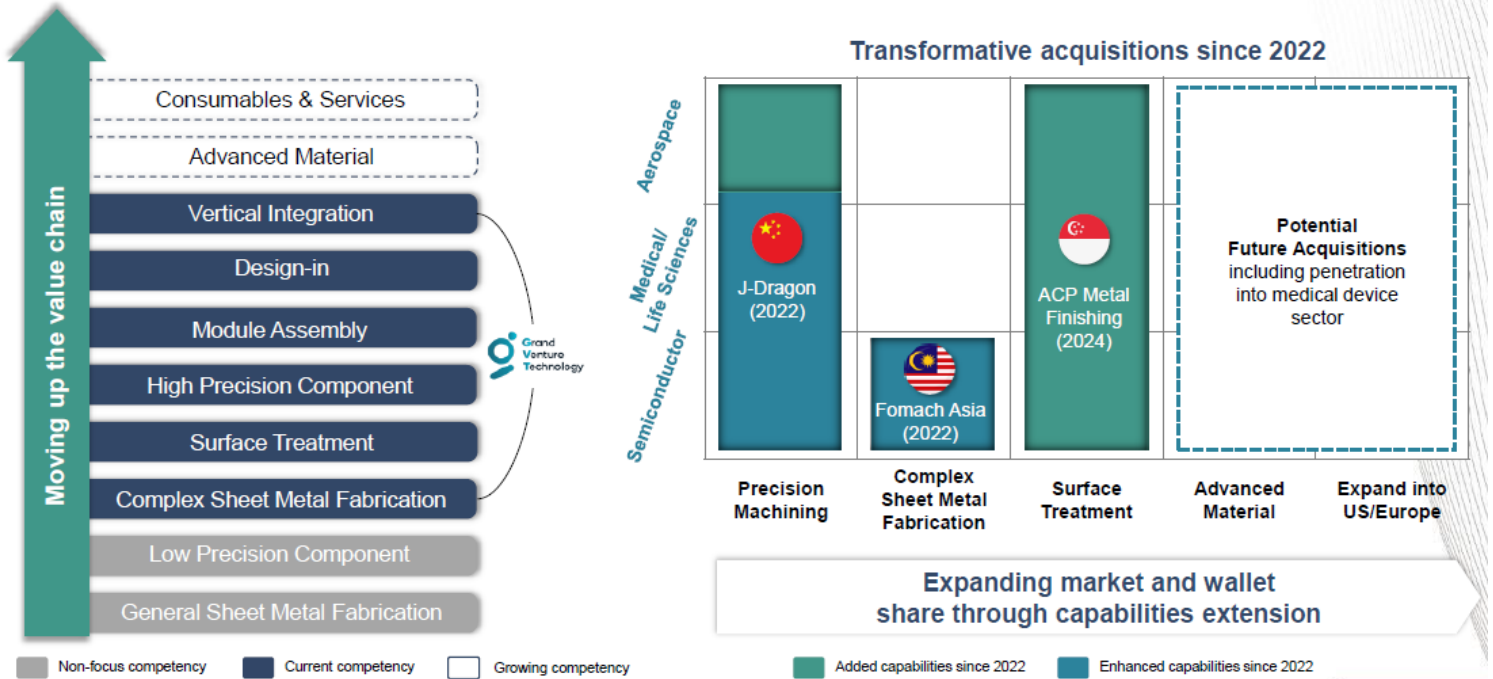 Moving up the value chain
Consumables & Services
Advanced Material
Vertical Integration
Design-in
Module Assembly
High Precision Component
Surface Treatment
Complex Sheet Metal Fabrication
Low Precision Component
General Sheet Metal Fabrication
Grand
Venture
Technology
Non-focus competency
Current competency
Growing competency
Transformative acquisitions since 2022
Aerospace
Medical/
Life Sciences
Semiconductor
J-Dragon
(2022)
Fomach Asia
(2022)
ACP Metal
Finishing
(2024)
Potential
Future Acquisitions
including penetration
into medical device
sector
Precision
Machining
Complex
Sheet Metal
Fabrication
Surface
Treatment
Advanced
Material
Expand into
US/Europe
Expanding market and wallet
share through capabilities extension
Added capabilities since 2022
Enhanced capabilities since 2022